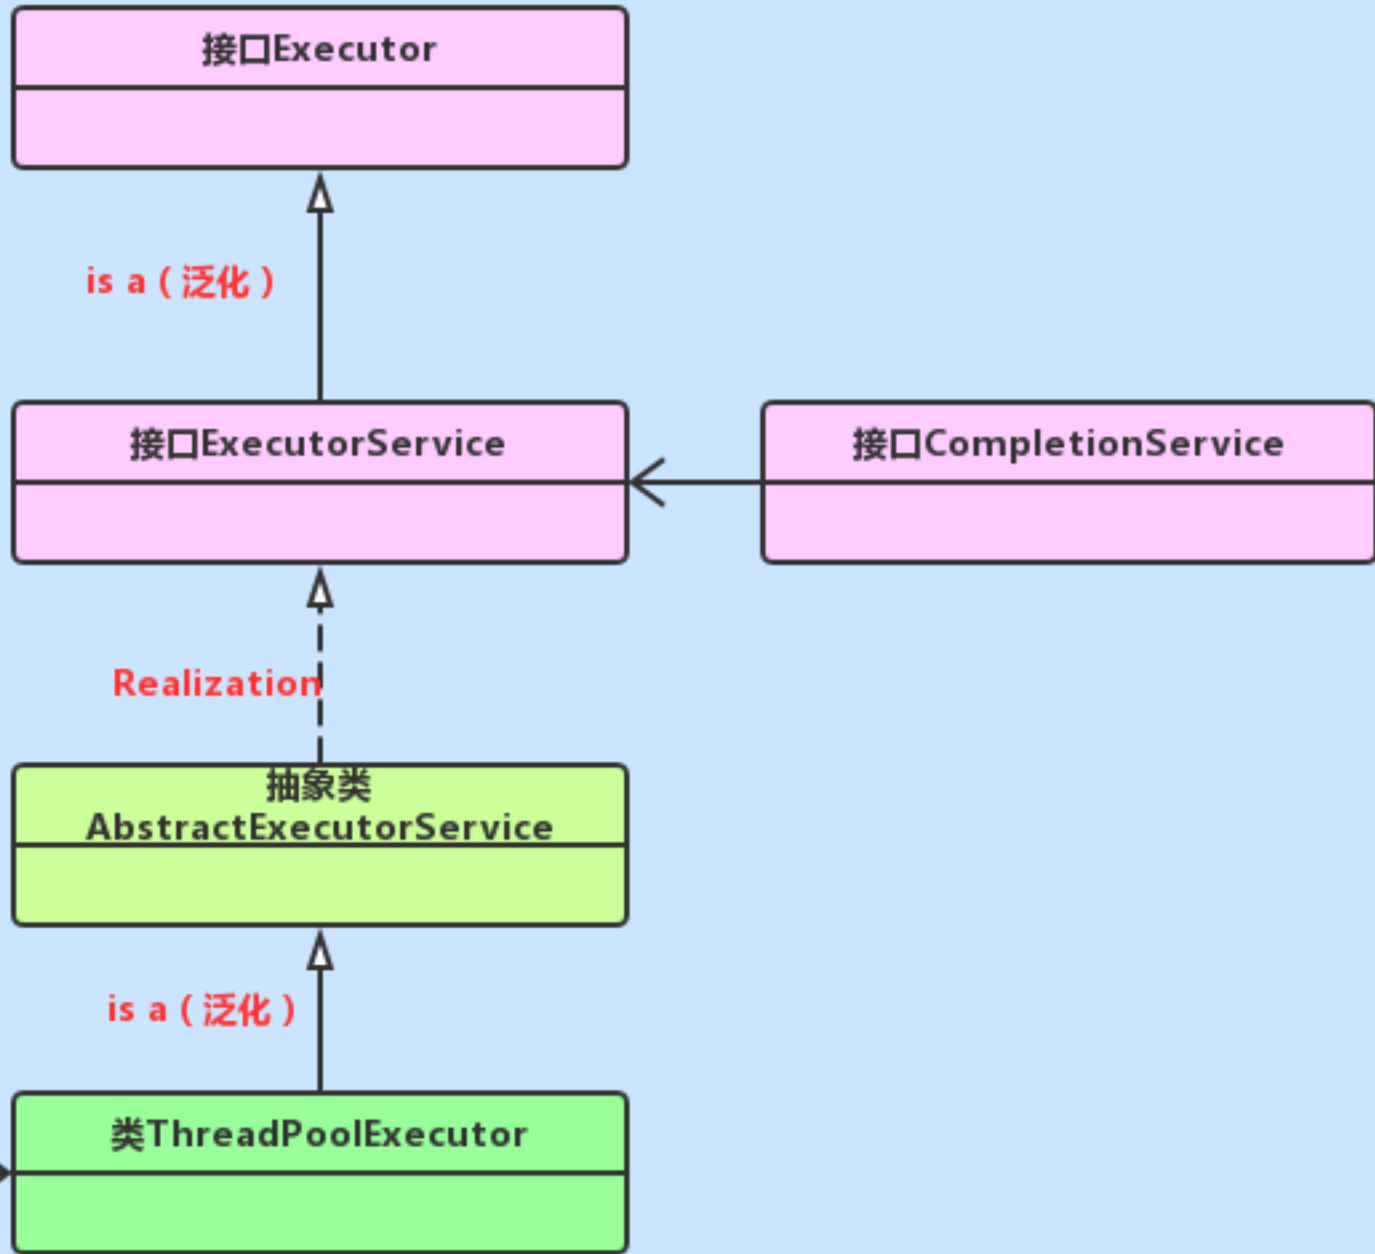 接口Executor
is a（泛化）
接口ExecutorService
接口CompletionService
Realization
抽象类
AbstractExecutorService
is a（泛化）
类ThreadPoolExecutor